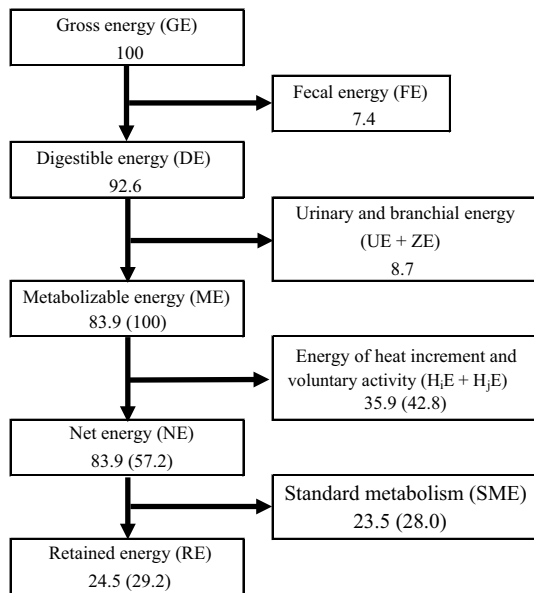 Gross energy (GE)
100
Fecal energy (FE)
7.4
Digestible energy (DE)
92.6
Urinary and branchial energy
(UE + ZE)
8.7
Metabolizable energy (ME)
83.9 (100)
Energy of heat increment and
voluntary activity (HᵢE + HⱼE)
35.9 (42.8)
Net energy (NE)
83.9 (57.2)
Standard metabolism (SME)
23.5 (28.0)
Retained energy (RE)
24.5 (29.2)